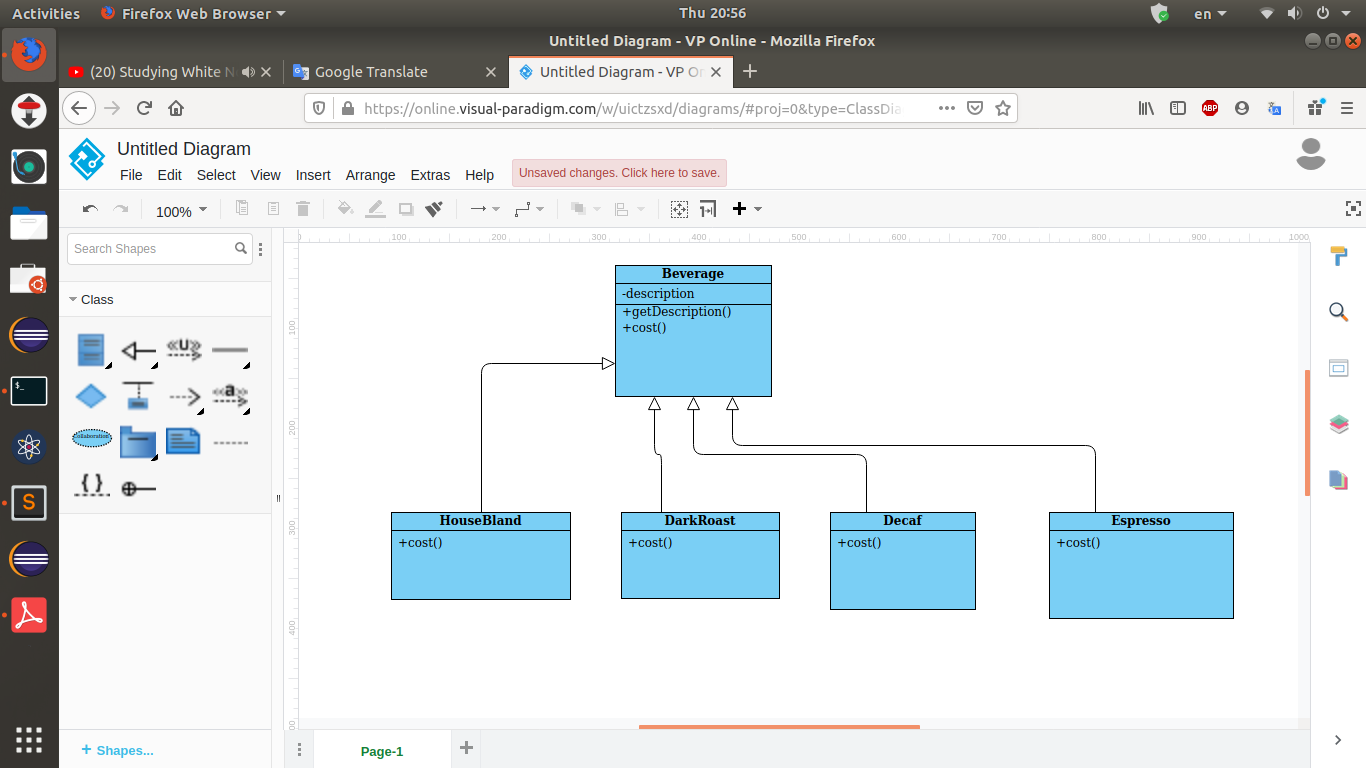 Activities Firefox Web Browser Thu 20:56 en
Untitled Diagram - VP Online - Mozilla Firefox
(20) Studying White N Google Translate Untitled Diagram - VP On
https://online.visual-paradigm.com/w/uictzsxd/diagrams/#proj=0&type=ClassDia ABP
Untitled Diagram
File Edit Select View Insert Arrange Extras Help Unsaved changes. Click here to save.
100%
Search Shapes
100 200 300 400 500 600 700 800 900 1000
Class
«U»
«a»
Collaboration
{ }
100
200
300
400
Beverage
-description
+getDescription()
+cost()
HouseBland
+cost()
DarkRoast
+cost()
Decaf
+cost()
Espresso
+cost()
+ Shapes...
Page-1